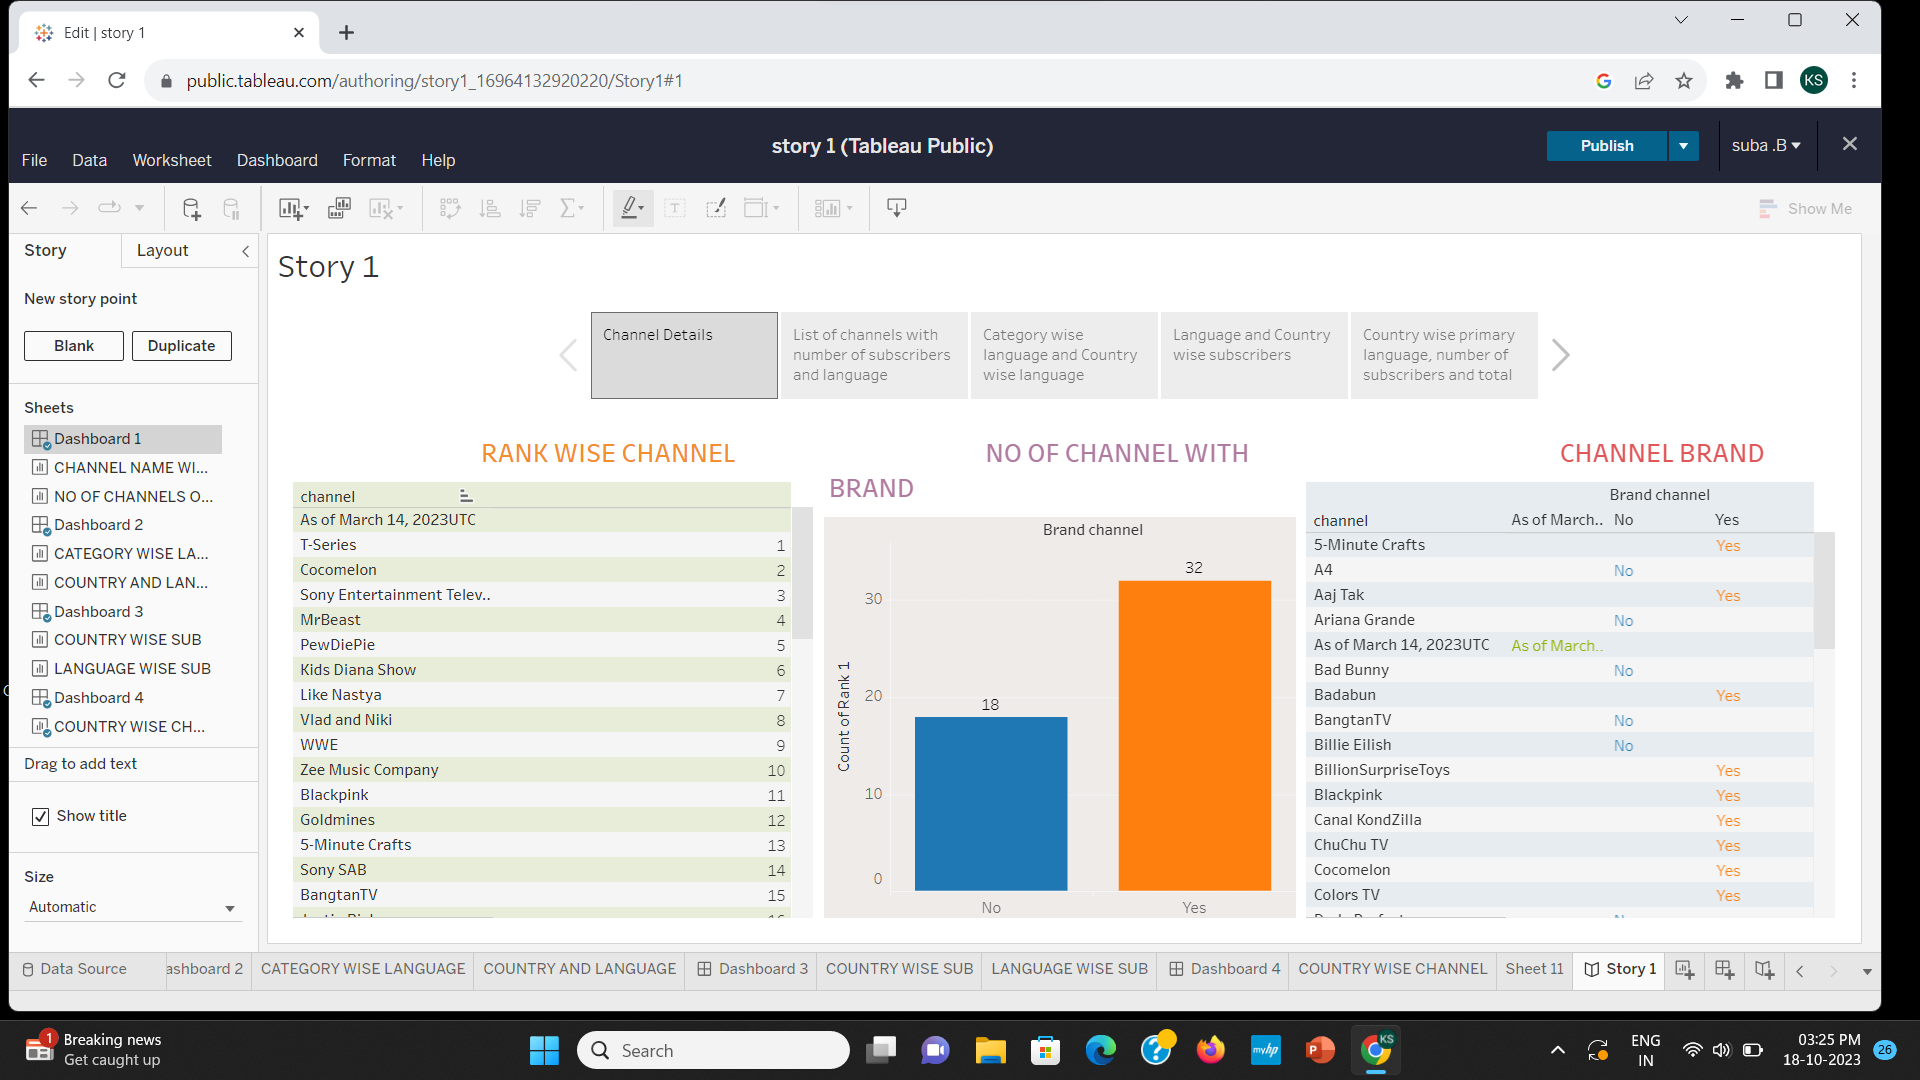 Edit | story 1
public.tableau.com/authoring/story1_16964132920220/Story1#1
KS
File Data Worksheet Dashboard Format Help
story 1 (Tableau Public)
Publish
suba .B
Show Me
Story
Layout
New story point
Blank
Duplicate
Sheets
Dashboard 1
CHANNEL NAME WI...
NO OF CHANNELS O...
Dashboard 2
CATEGORY WISE LA...
COUNTRY AND LAN...
Dashboard 3
COUNTRY WISE SUB
LANGUAGE WISE SUB
Dashboard 4
COUNTRY WISE CH...
Drag to add text
Show title
Size
Automatic
Story 1
Channel Details
List of channels with
number of subscribers
and language
Category wise
language and Country
wise language
Language and Country
wise subscribers
Country wise primary
language, number of
subscribers and total
RANK WISE CHANNEL
channel
As of March 14, 2023UTC
T-Series 1
Cocomelon 2
Sony Entertainment Telev.. 3
MrBeast 4
PewDiePie 5
Kids Diana Show 6
Like Nastya 7
Vlad and Niki 8
WWE 9
Zee Music Company 10
Blackpink 11
Goldmines 12
5-Minute Crafts 13
Sony SAB 14
BangtanTV 15
NO OF CHANNEL WITH
BRAND
Brand channel
32
30
18
20
10
0
Count of Rank 1
No
Yes
CHANNEL BRAND
Brand channel
channel As of March.. No Yes
5-Minute Crafts Yes
A4 No
Aaj Tak Yes
Ariana Grande No
As of March 14, 2023UTC As of March..
Bad Bunny No
Badabun Yes
BangtanTV No
Billie Eilish No
BillionSurpriseToys Yes
Blackpink Yes
Canal KondZilla Yes
ChuChu TV Yes
Cocomelon Yes
Colors TV Yes
Data Source
ashboard 2
CATEGORY WISE LANGUAGE
COUNTRY AND LANGUAGE
Dashboard 3
COUNTRY WISE SUB
LANGUAGE WISE SUB
Dashboard 4
COUNTRY WISE CHANNEL
Sheet 11
Story 1
1
Breaking news
Get caught up
Search
myhp
KS
ENG
IN
03:25 PM
18-10-2023
26